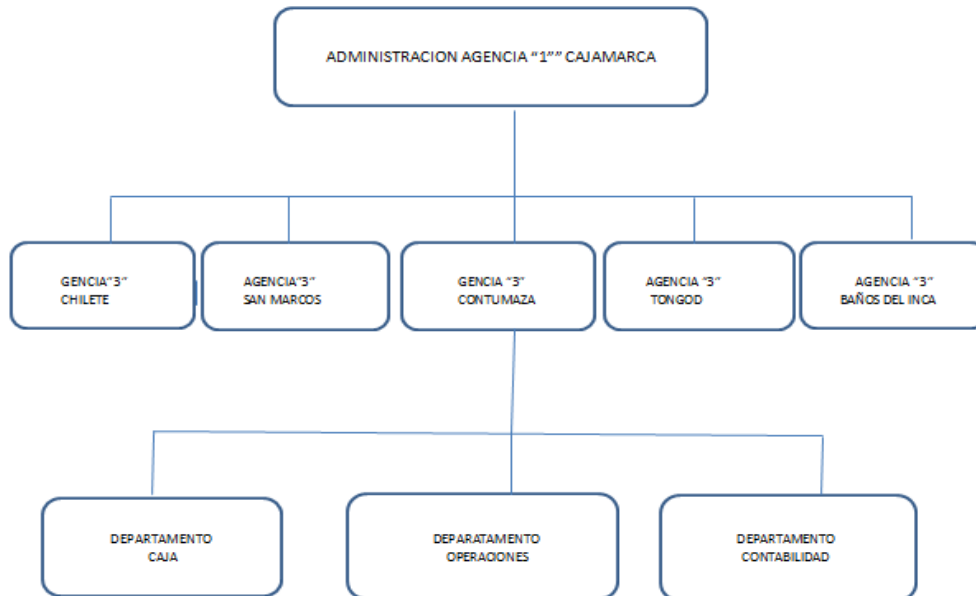 ADMINISTRACION AGENCIA “1”” CAJAMARCA
GENCIA“3”
CHILETE
AGENCIA“3”
SAN MARCOS
GENCIA “3”
CONTUMAZA
AGENCIA “3”
TONGOD
AGENCIA “3”
BAÑOS DEL INCA
DEPARTAMENTO
CAJA
DEPARATAMENTO
OPERACIONES
DEPARTAMENTO
CONTABILIDAD